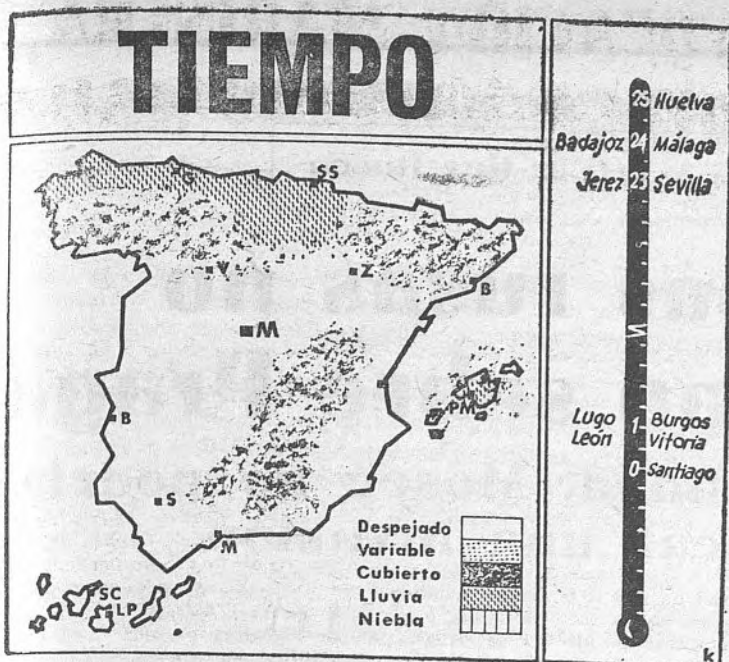 TIEMPO
G
SS
V
Z
B
M
PM
B
S
M
SC
LP
Despejado
Variable
Cubierto
Lluvia
Niebla
25 Huelva
Badajoz 24 Málaga
Jerez 23 Sevilla
Lugo 1 Burgos
León Vitoria
0 Santiago
k